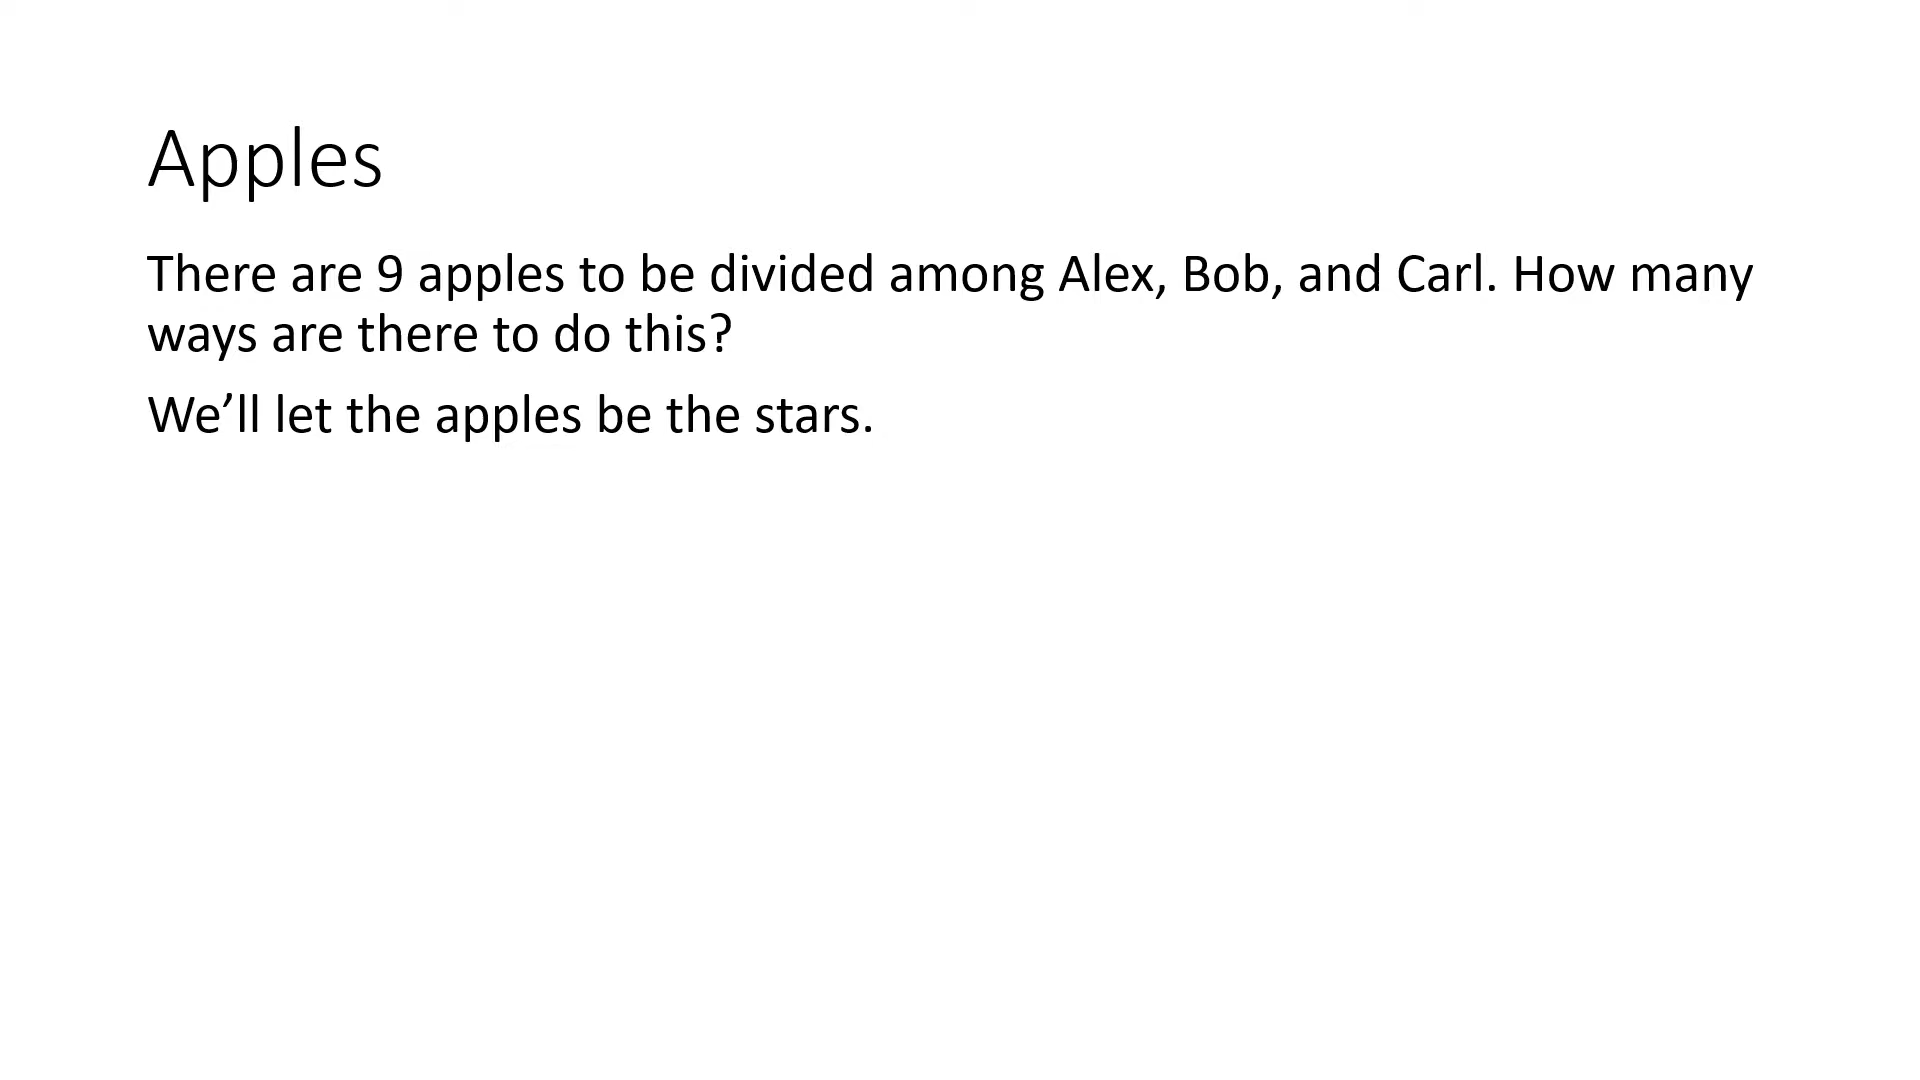 Apples
There are 9 apples to be divided among Alex, Bob, and Carl. How many
ways are there to do this?
We’ll let the apples be the stars.